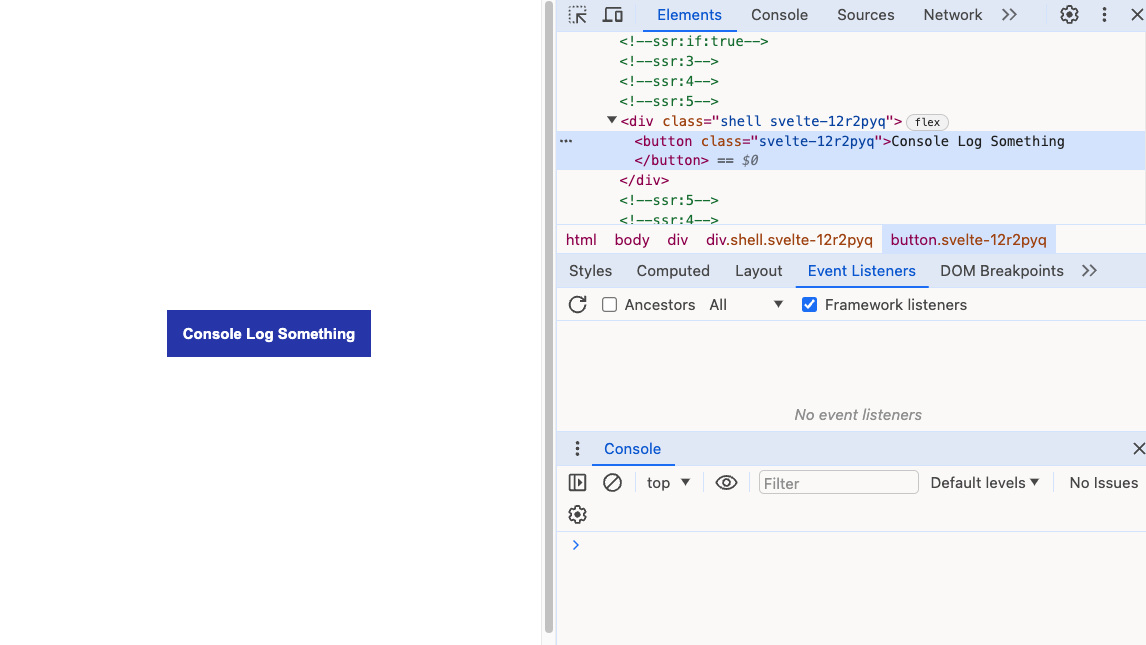 Console Log Something
Elements Console Sources Network
<!--ssr:if:true-->
<!--ssr:3-->
<!--ssr:4-->
<!--ssr:5-->
<div class="shell svelte-12r2pyq"> flex
<button class="svelte-12r2pyq">Console Log Something
</button> == $0
</div>
<!--ssr:5-->
<!--ssr:4-->
html body div div.shell.svelte-12r2pyq button.svelte-12r2pyq
Styles Computed Layout Event Listeners DOM Breakpoints
Ancestors All Framework listeners
No event listeners
Console
top Filter Default levels No Issues